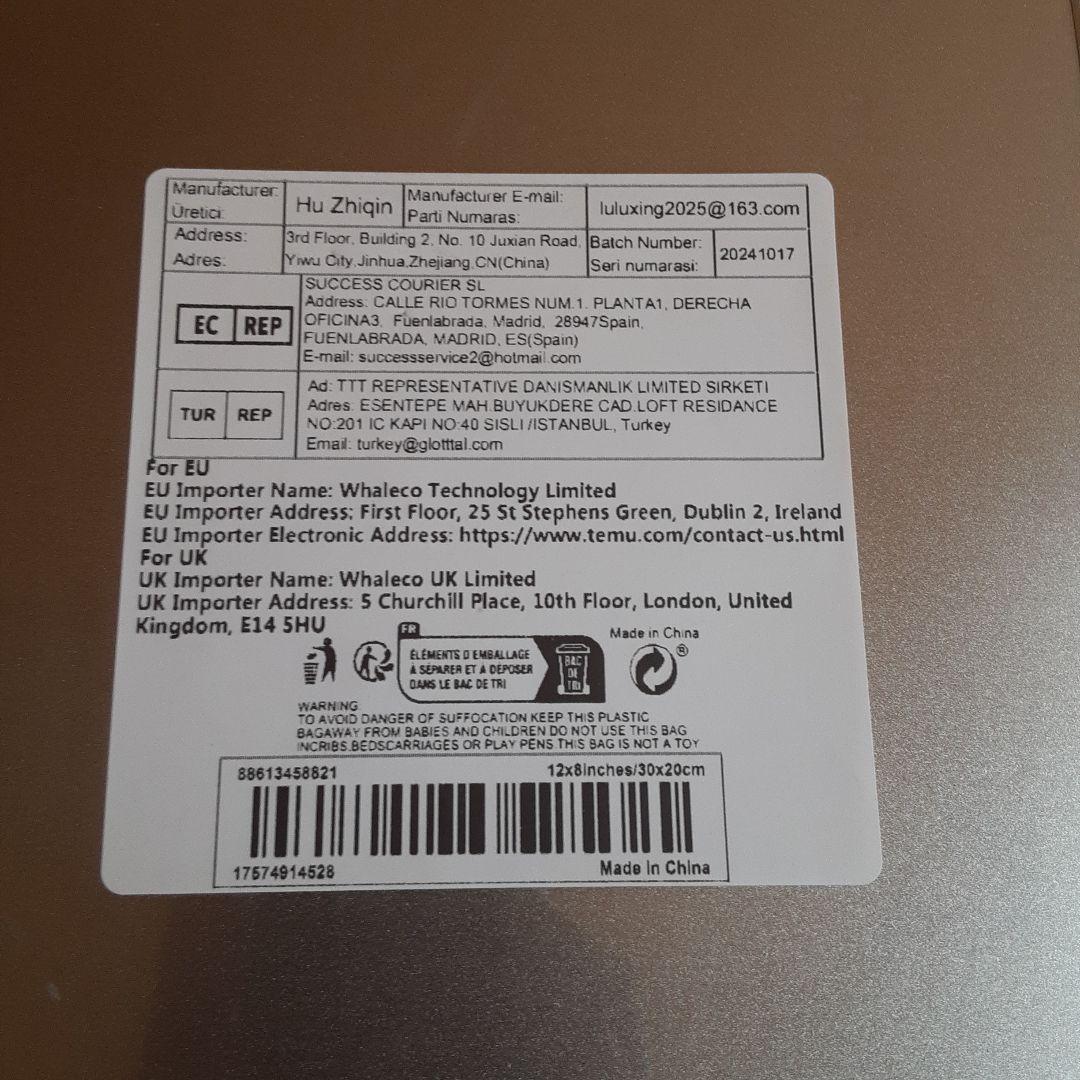 Manufacturer:
Üretici:
Hu Zhiqin
Manufacturer E-mail:
Parti Numaras:
luluxing2025@163.com
Address:
Adres:
3rd Floor, Building 2, No. 10 Juxian Road,
Yiwu City,Jinhua,Zhejiang,CN(China)
Batch Number:
Seri numarasi:
20241017
EC REP
SUCCESS COURIER SL
Address: CALLE RIO TORMES NUM.1. PLANTA1, DERECHA
OFICINA3, Fuenlabrada, Madrid, 28947Spain,
FUENLABRADA, MADRID, ES(Spain)
E-mail: successservice2@hotmail.com
TUR REP
Ad: TTT REPRESENTATIVE DANISMANLIK LIMITED SIRKETI
Adres: ESENTEPE MAH.BUYUKDERE CAD.LOFT RESIDANCE
NO:201 IC KAPI NO:40 SISLI /ISTANBUL, Turkey
Email: turkey@glotttal.com
For EU
EU Importer Name: Whaleco Technology Limited
EU Importer Address: First Floor, 25 St Stephens Green, Dublin 2, Ireland
EU Importer Electronic Address: https://www.temu.com/contact-us.html
For UK
UK Importer Name: Whaleco UK Limited
UK Importer Address: 5 Churchill Place, 10th Floor, London, United
Kingdom, E14 5HU
FR
ÉLÉMENTS D'EMBALLAGE
À SÉPARER ET À DÉPOSER
DANS LE BAC DE TRI
BAC
DE
TRI
Made in China
®
WARNING
TO AVOID DANGER OF SUFFOCATION KEEP THIS PLASTIC
BAGAWAY FROM BABIES AND CHILDREN DO NOT USE THIS BAG
INCRIBS.BEDSCARRIAGES OR PLAY PENS.THIS BAG IS NOT A TOY
88613458821
12x8inches/30x20cm
17574914528
Made In China